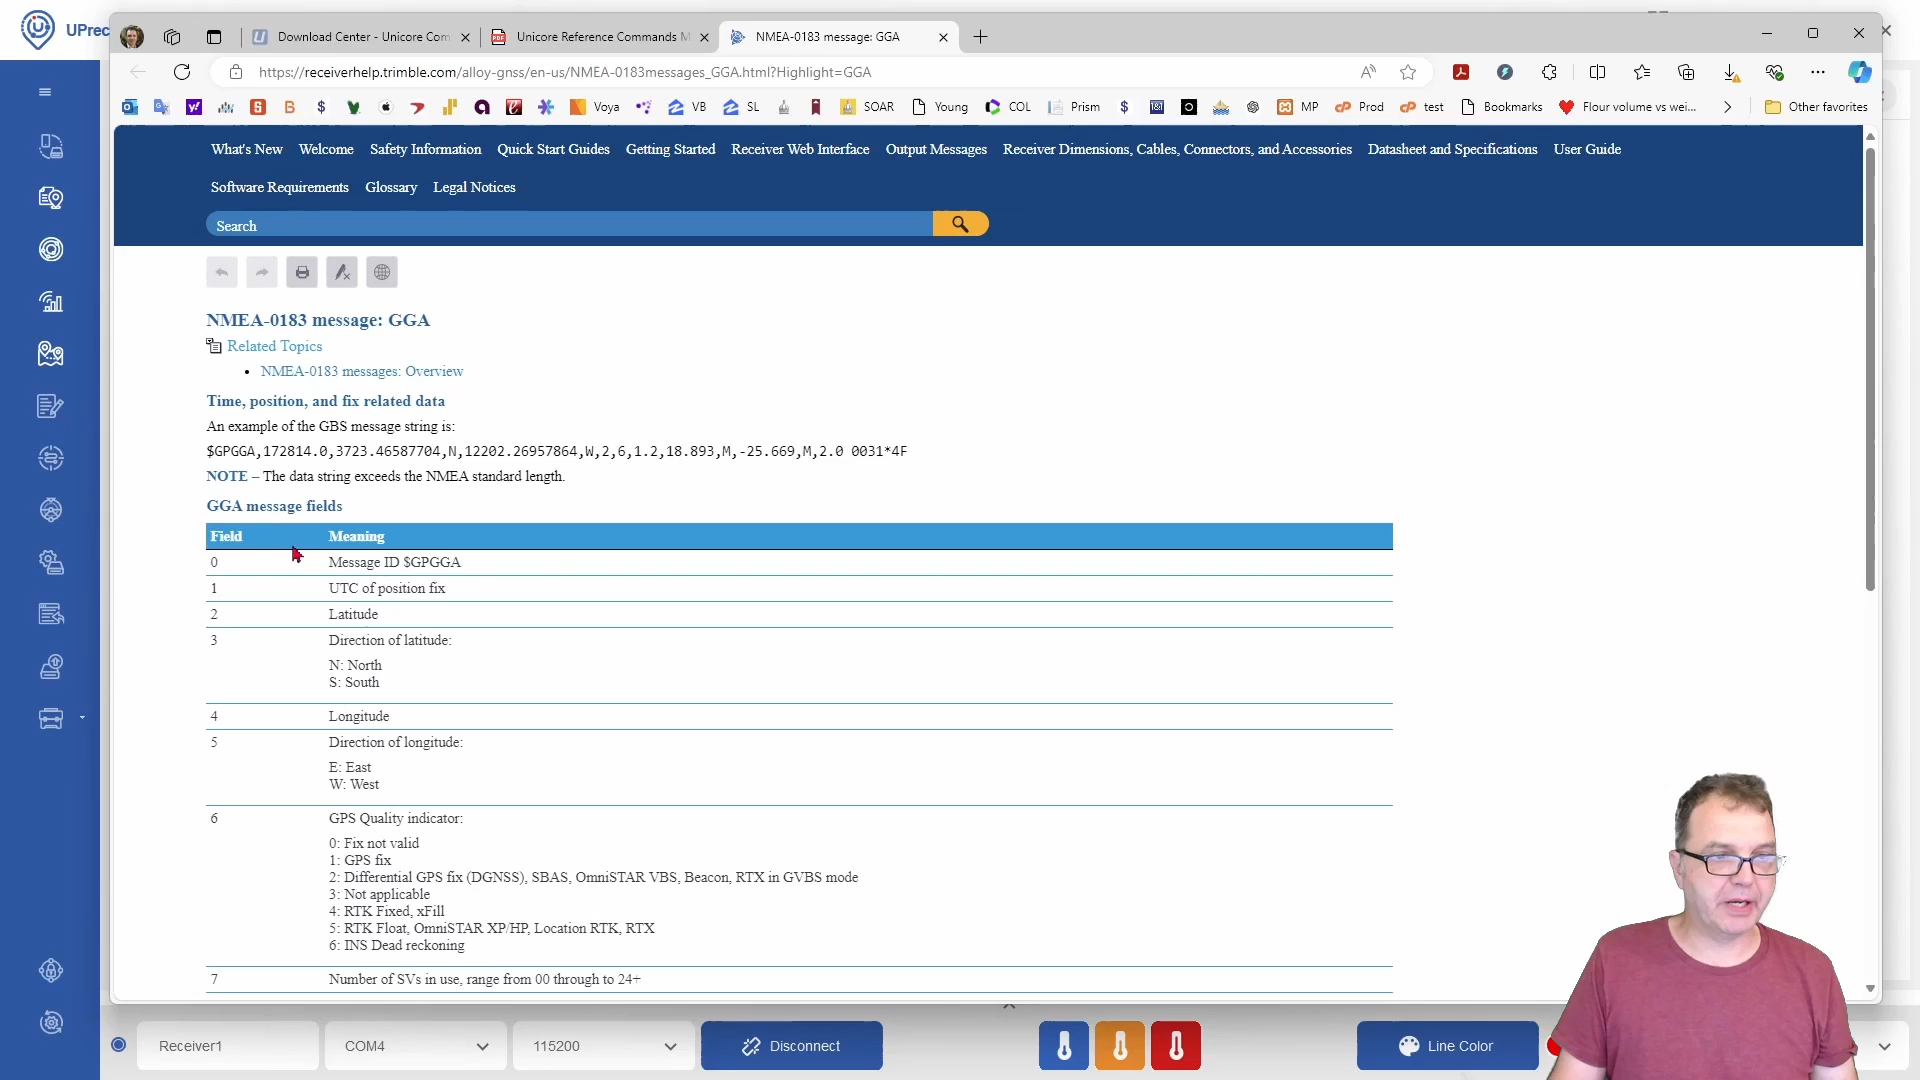 UPrec
Download Center - Unicore Com
Unicore Reference Commands M
NMEA-0183 message: GGA
https://receiverhelp.trimble.com/alloy-gnss/en-us/NMEA-0183messages_GGA.html?Highlight=GGA
Voya
VB
SL
SOAR
Young
COL
Prism
MP
Prod
test
Bookmarks
Flour volume vs wei...
Other favorites
What's New Welcome Safety Information Quick Start Guides Getting Started Receiver Web Interface Output Messages Receiver Dimensions, Cables, Connectors, and Accessories Datasheet and Specifications User Guide
Software Requirements Glossary Legal Notices
Search
NMEA-0183 message: GGA
Related Topics
• NMEA-0183 messages: Overview
Time, position, and fix related data
An example of the GBS message string is:
$GPGGA,172814.0,3723.46587704,N,12202.26957864,W,2,6,1.2,18.893,M,-25.669,M,2.0 0031*4F
NOTE – The data string exceeds the NMEA standard length.
GGA message fields
Field Meaning
0 Message ID $GPGGA
1 UTC of position fix
2 Latitude
3 Direction of latitude:
N: North
S: South
4 Longitude
5 Direction of longitude:
E: East
W: West
6 GPS Quality indicator:
0: Fix not valid
1: GPS fix
2: Differential GPS fix (DGNSS), SBAS, OmniSTAR VBS, Beacon, RTX in GVBS mode
3: Not applicable
4: RTK Fixed, xFill
5: RTK Float, OmniSTAR XP/HP, Location RTK, RTX
6: INS Dead reckoning
7 Number of SVs in use, range from 00 through to 24+
Receiver1
COM4
115200
Disconnect
Line Color